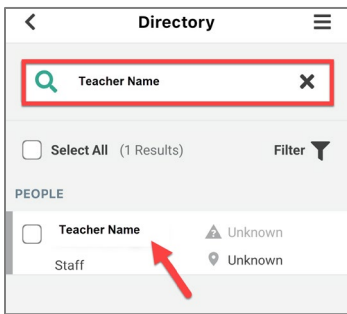 Directory
Teacher Name
Select All (1 Results) Filter
PEOPLE
Teacher Name Unknown
Staff Unknown